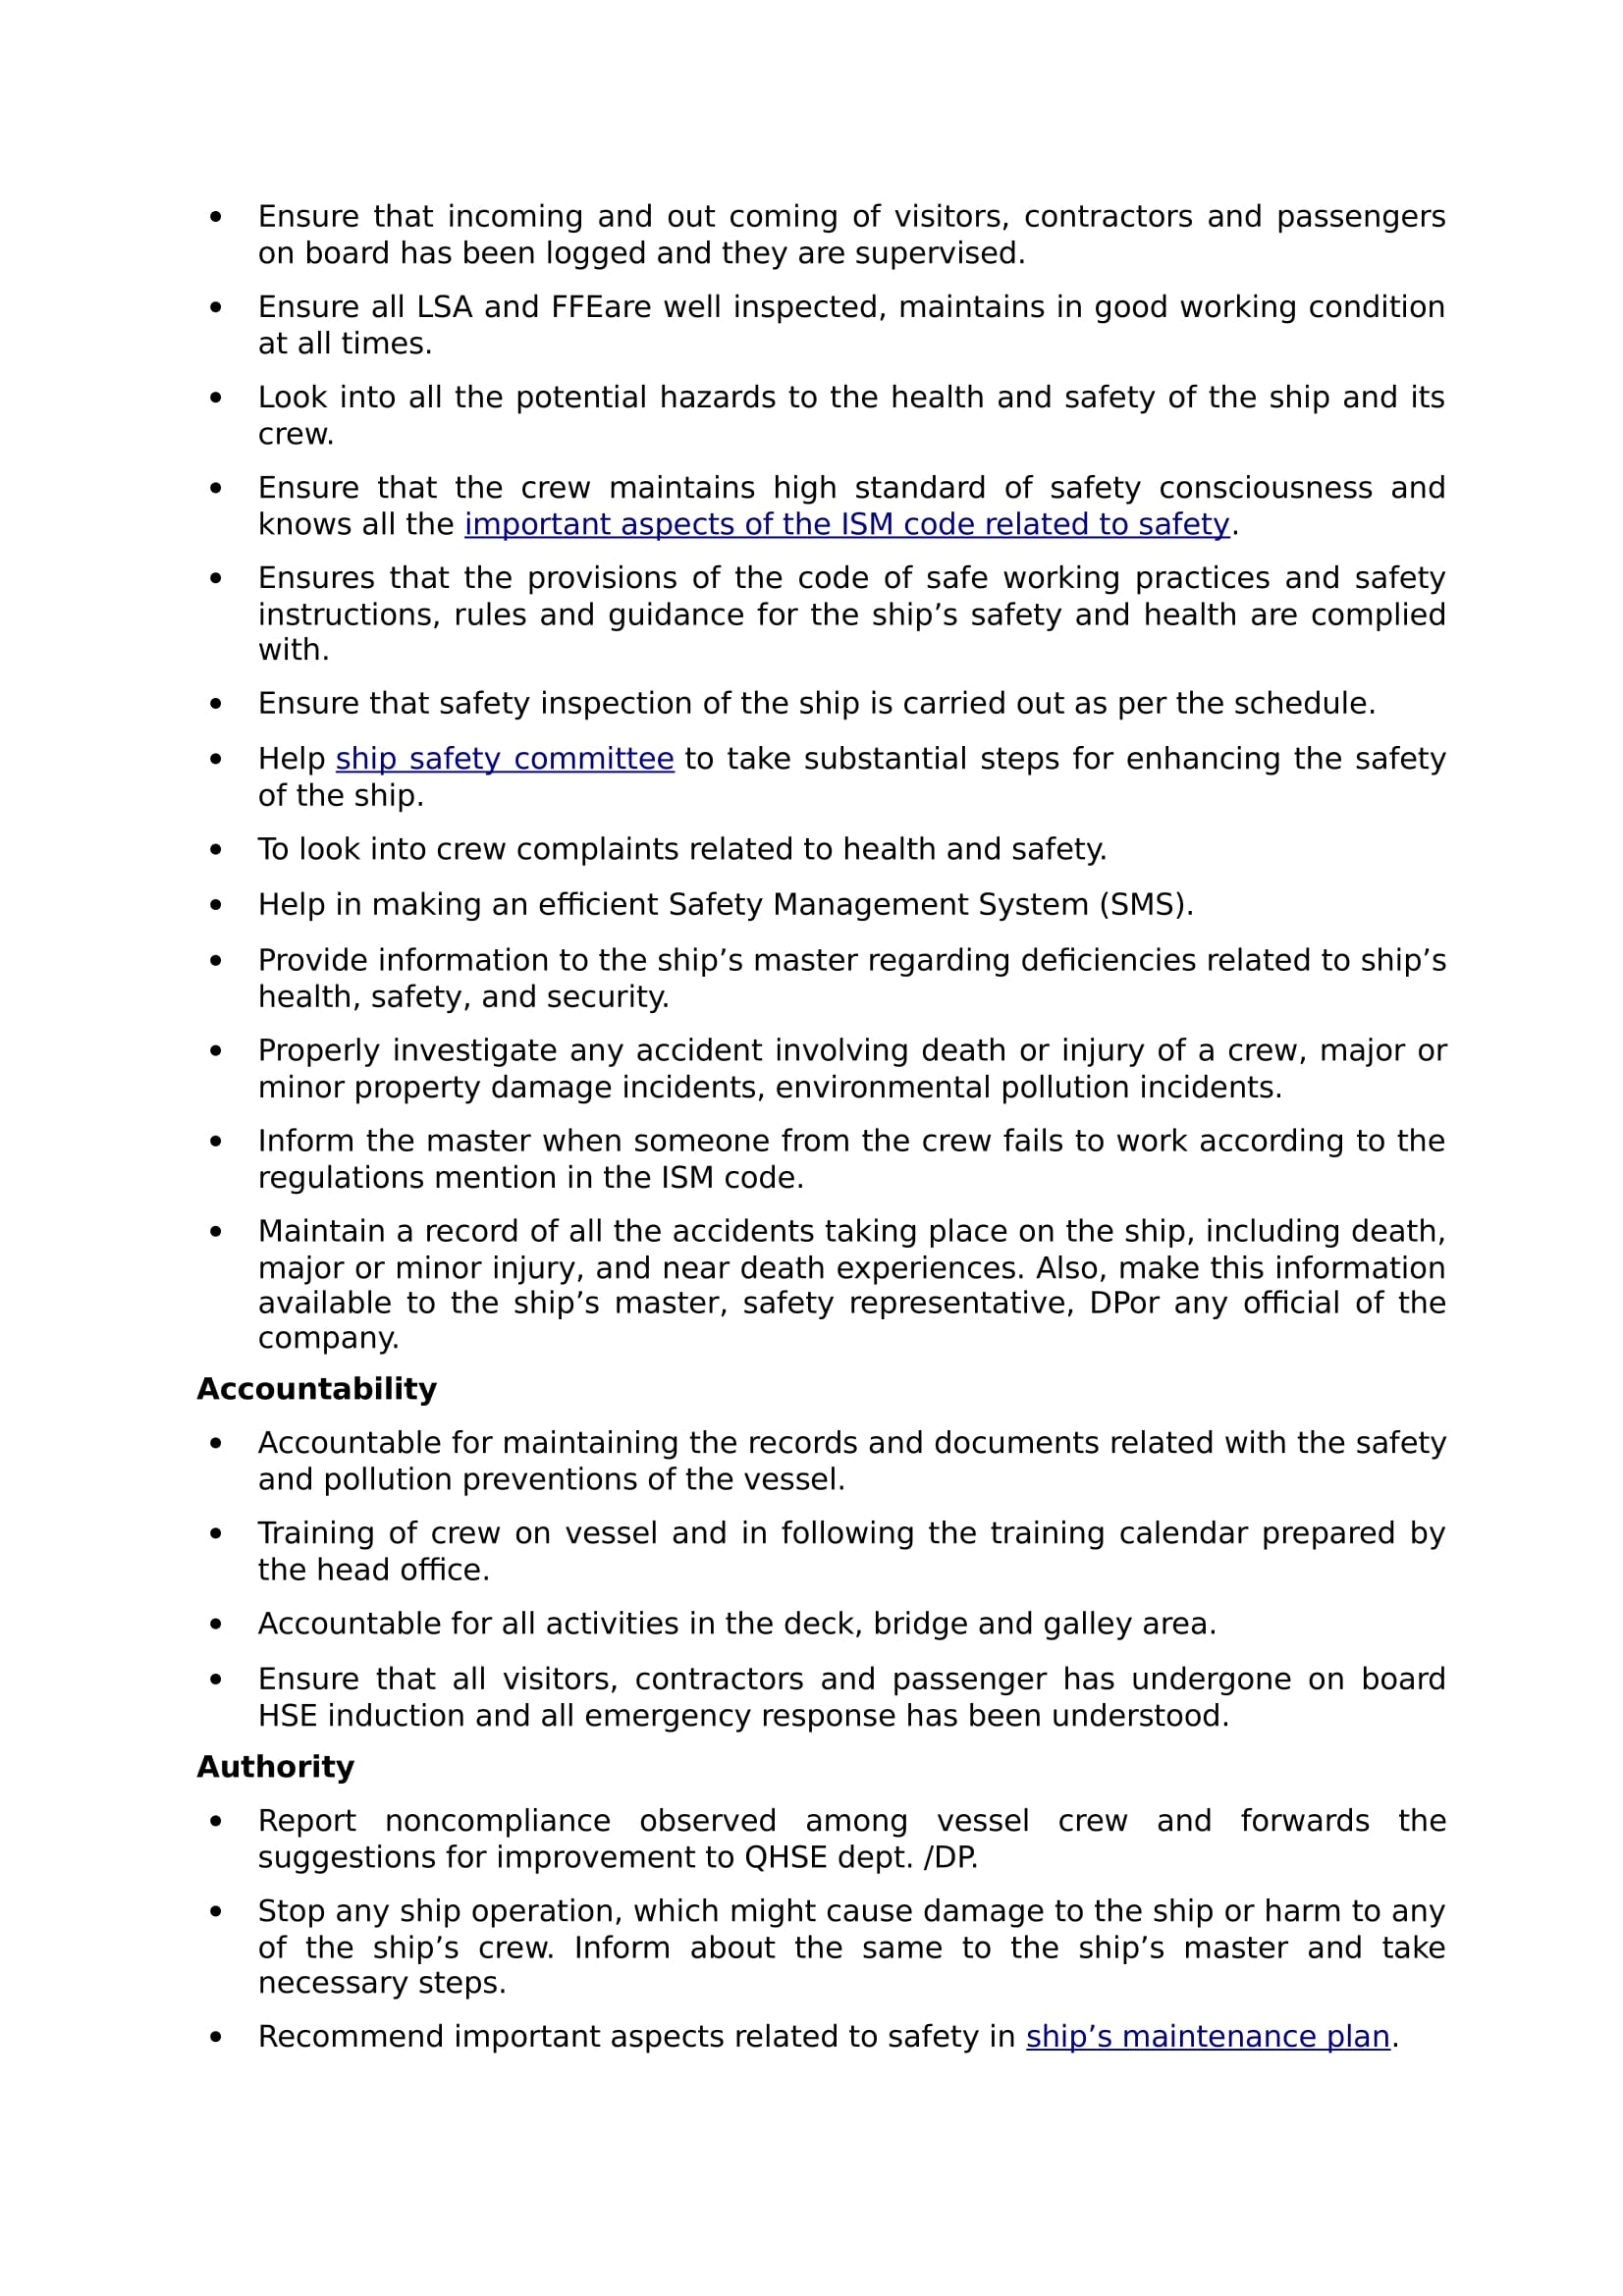 • Ensure that incoming and out coming of visitors, contractors and passengers
on board has been logged and they are supervised.
• Ensure all LSA and FFEare well inspected, maintains in good working condition
at all times.
• Look into all the potential hazards to the health and safety of the ship and its
crew.
• Ensure that the crew maintains high standard of safety consciousness and
knows all the important aspects of the ISM code related to safety.
• Ensures that the provisions of the code of safe working practices and safety
instructions, rules and guidance for the ship’s safety and health are complied
with.
• Ensure that safety inspection of the ship is carried out as per the schedule.
• Help ship safety committee to take substantial steps for enhancing the safety
of the ship.
• To look into crew complaints related to health and safety.
• Help in making an efficient Safety Management System (SMS).
• Provide information to the ship’s master regarding deficiencies related to ship’s
health, safety, and security.
• Properly investigate any accident involving death or injury of a crew, major or
minor property damage incidents, environmental pollution incidents.
• Inform the master when someone from the crew fails to work according to the
regulations mention in the ISM code.
• Maintain a record of all the accidents taking place on the ship, including death,
major or minor injury, and near death experiences. Also, make this information
available to the ship’s master, safety representative, DPor any official of the
company.
Accountability
• Accountable for maintaining the records and documents related with the safety
and pollution preventions of the vessel.
• Training of crew on vessel and in following the training calendar prepared by
the head office.
• Accountable for all activities in the deck, bridge and galley area.
• Ensure that all visitors, contractors and passenger has undergone on board
HSE induction and all emergency response has been understood.
Authority
• Report noncompliance observed among vessel crew and forwards the
suggestions for improvement to QHSE dept. /DP.
• Stop any ship operation, which might cause damage to the ship or harm to any
of the ship’s crew. Inform about the same to the ship’s master and take
necessary steps.
• Recommend important aspects related to safety in ship’s maintenance plan.